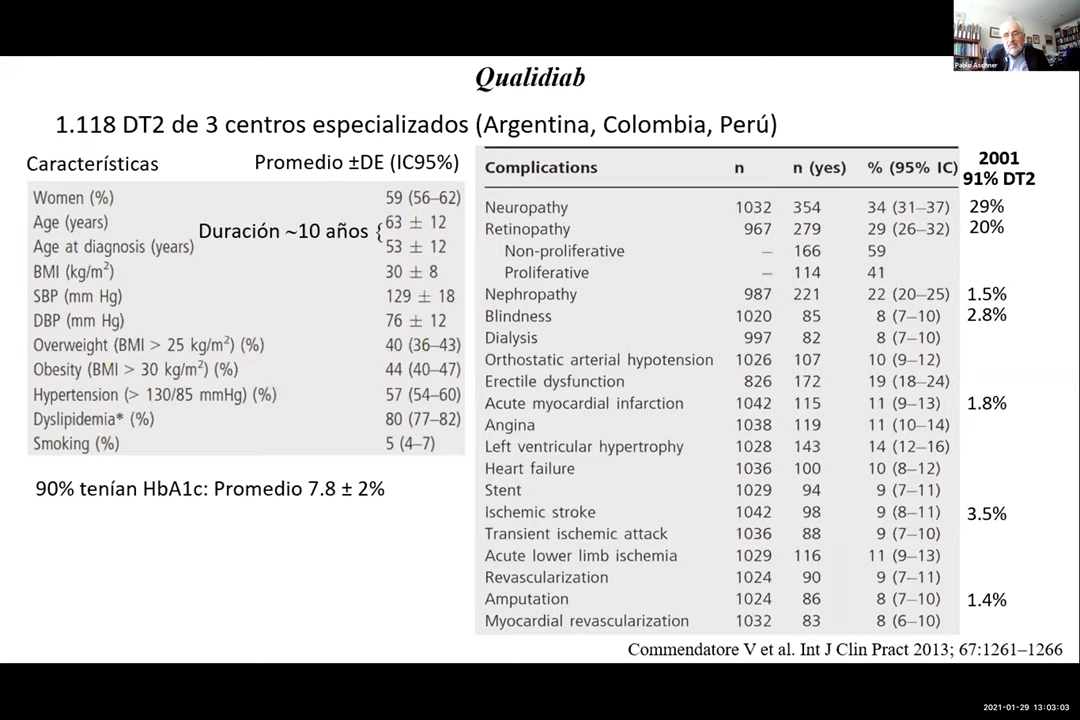 Pablo Aschner
Qualidiab
1.118 DT2 de 3 centros especializados (Argentina, Colombia, Perú)
Características Promedio ±DE (IC95%)
Women (%) 59 (56–62)
Age (years) 63 ± 12
Duración ~10 años {
Age at diagnosis (years) 53 ± 12
BMI (kg/m²) 30 ± 8
SBP (mm Hg) 129 ± 18
DBP (mm Hg) 76 ± 12
Overweight (BMI > 25 kg/m²) (%) 40 (36–43)
Obesity (BMI > 30 kg/m²) (%) 44 (40–47)
Hypertension (> 130/85 mmHg) (%) 57 (54–60)
Dyslipidemia* (%) 80 (77–82)
Smoking (%) 5 (4–7)
90% tenían HbA1c: Promedio 7.8 ± 2%
Complications n n (yes) % (95% IC) 2001
91% DT2
Neuropathy 1032 354 34 (31–37) 29%
Retinopathy 967 279 29 (26–32) 20%
Non-proliferative – 166 59
Proliferative – 114 41
Nephropathy 987 221 22 (20–25) 1.5%
Blindness 1020 85 8 (7–10) 2.8%
Dialysis 997 82 8 (7–10)
Orthostatic arterial hypotension 1026 107 10 (9–12)
Erectile dysfunction 826 172 19 (18–24)
Acute myocardial infarction 1042 115 11 (9–13) 1.8%
Angina 1038 119 11 (10–14)
Left ventricular hypertrophy 1028 143 14 (12–16)
Heart failure 1036 100 10 (8–12)
Stent 1029 94 9 (7–11)
Ischemic stroke 1042 98 9 (8–11) 3.5%
Transient ischemic attack 1036 88 9 (7–10)
Acute lower limb ischemia 1029 116 11 (9–13)
Revascularization 1024 90 9 (7–11)
Amputation 1024 86 8 (7–10) 1.4%
Myocardial revascularization 1032 83 8 (6–10)
Commendatore V et al. Int J Clin Pract 2013; 67:1261–1266
2021-01-29 13:03:03